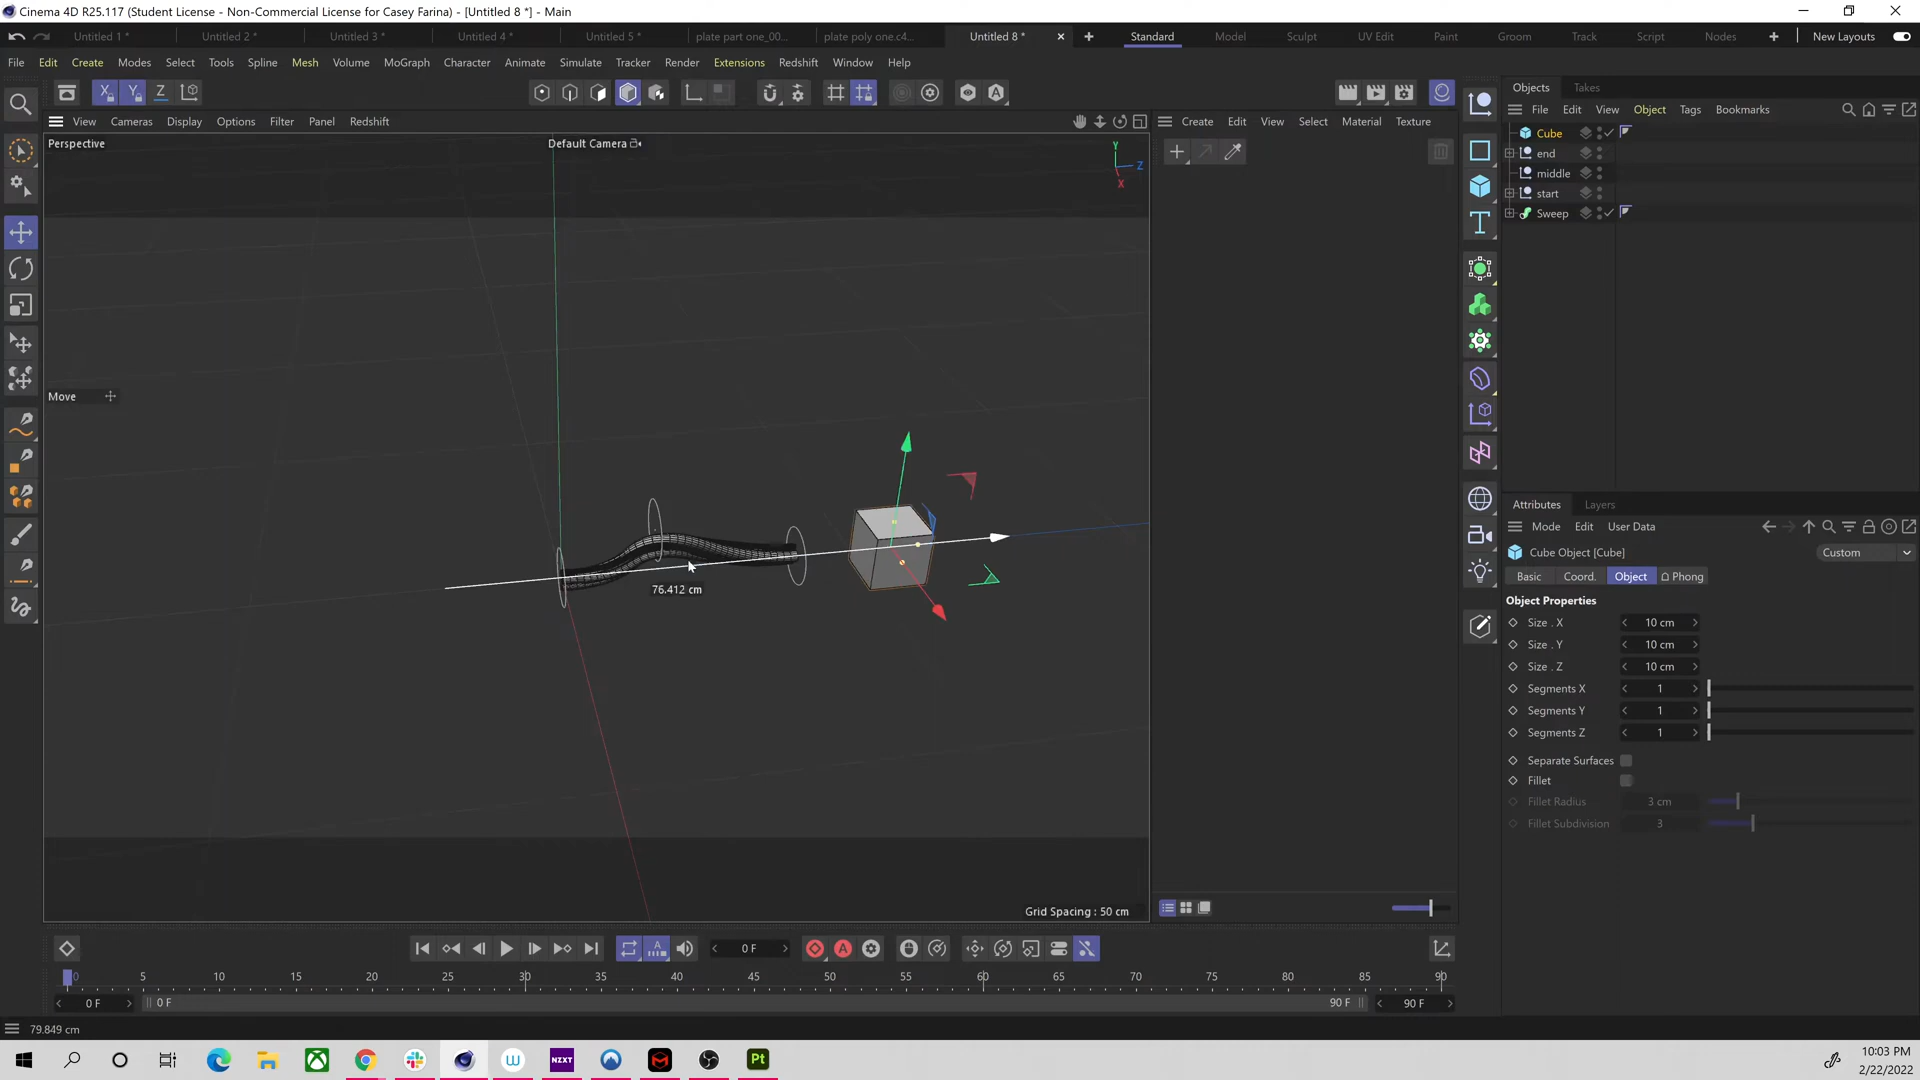 Cinema 4D R25.117 (Student License - Non-Commercial License for Casey Farina) - [Untitled 8 *] - Main
Untitled 1 * Untitled 2 * Untitled 3 * Untitled 4 * Untitled 5 * plate part one_00... plate poly one.c4... Untitled 8 * Standard Model Sculpt UV Edit Paint Groom Track Script Nodes New Layouts
File Edit Create Modes Select Tools Spline Mesh Volume MoGraph Character Animate Simulate Tracker Render Extensions Redshift Window Help
X Y Z
Objects Takes
File Edit View Object Tags Bookmarks
View Cameras Display Options Filter Panel Redshift
Create Edit View Select Material Texture
Perspective
Default Camera
Y
Z
X
Cube
end
middle
start
Sweep
Move
76.412 cm
Grid Spacing : 50 cm
Attributes Layers
Mode Edit User Data
Cube Object [Cube] Custom
Basic Coord. Object Phong
Object Properties
Size . X 10 cm
Size . Y 10 cm
Size . Z 10 cm
Segments X 1
Segments Y 1
Segments Z 1
Separate Surfaces
Fillet
Fillet Radius 3 cm
Fillet Subdivision 3
0 F
0 5 10 15 20 25 30 35 40 45 50 55 60 65 70 75 80 85 90
0 F 0 F 90 F 90 F
79.849 cm
NZXT
Pt
10:03 PM
2/22/2022